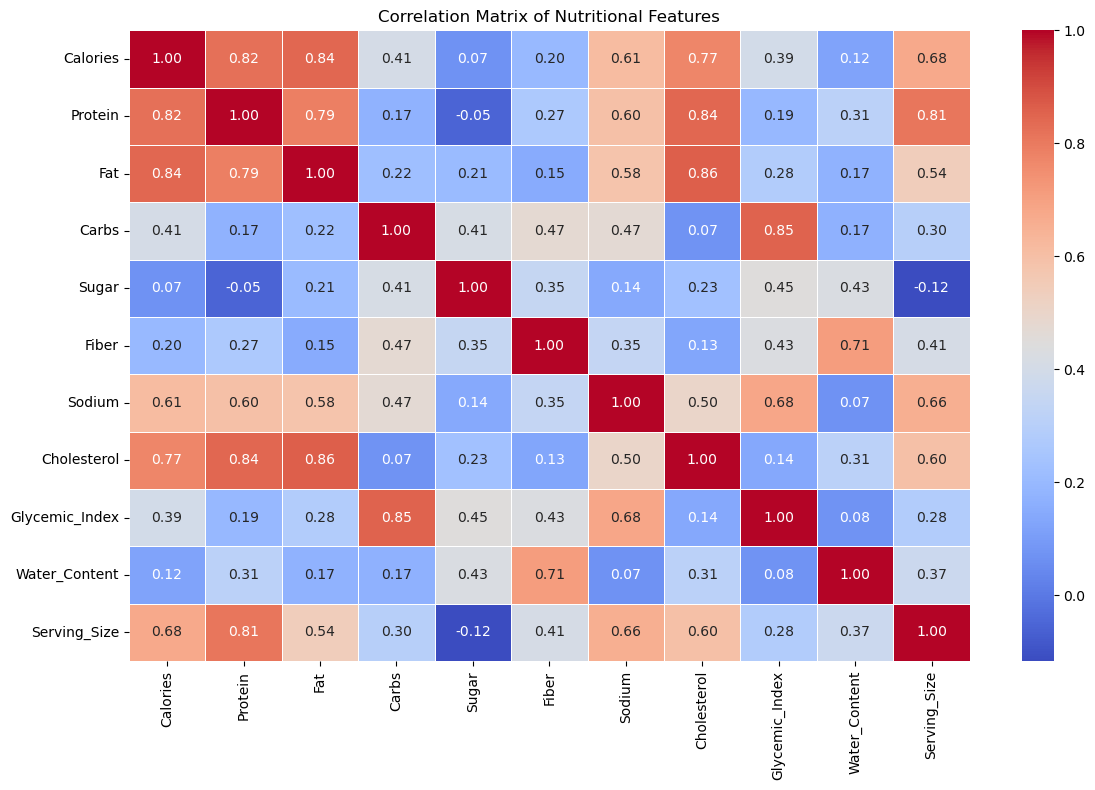 Correlation Matrix of Nutritional Features
Calories 1.00 0.82 0.84 0.41 0.07 0.20 0.61 0.77 0.39 0.12 0.68
Protein 0.82 1.00 0.79 0.17 -0.05 0.27 0.60 0.84 0.19 0.31 0.81
Fat 0.84 0.79 1.00 0.22 0.21 0.15 0.58 0.86 0.28 0.17 0.54
Carbs 0.41 0.17 0.22 1.00 0.41 0.47 0.47 0.07 0.85 0.17 0.30
Sugar 0.07 -0.05 0.21 0.41 1.00 0.35 0.14 0.23 0.45 0.43 -0.12
Fiber 0.20 0.27 0.15 0.47 0.35 1.00 0.35 0.13 0.43 0.71 0.41
Sodium 0.61 0.60 0.58 0.47 0.14 0.35 1.00 0.50 0.68 0.07 0.66
Cholesterol 0.77 0.84 0.86 0.07 0.23 0.13 0.50 1.00 0.14 0.31 0.60
Glycemic_Index 0.39 0.19 0.28 0.85 0.45 0.43 0.68 0.14 1.00 0.08 0.28
Water_Content 0.12 0.31 0.17 0.17 0.43 0.71 0.07 0.31 0.08 1.00 0.37
Serving_Size 0.68 0.81 0.54 0.30 -0.12 0.41 0.66 0.60 0.28 0.37 1.00
Calories
Protein
Fat
Carbs
Sugar
Fiber
Sodium
Cholesterol
Glycemic_Index
Water_Content
Serving_Size
1.0
0.8
0.6
0.4
0.2
0.0